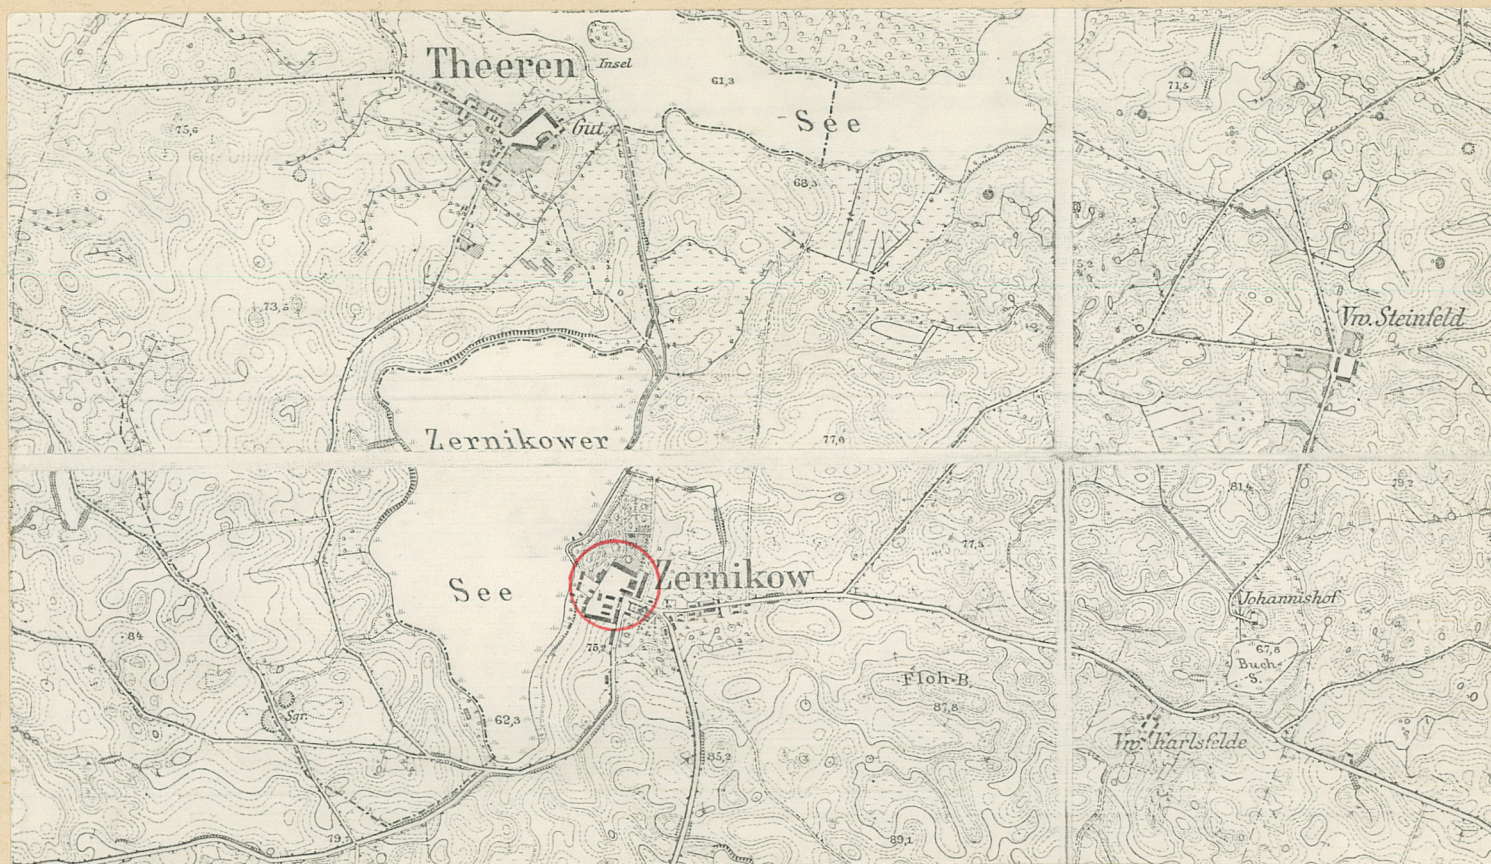 Theeren
Insel
61,3
71,5
See
75,6
Gut
68,3
73,5
Vw. Steinfeld
Zernikower
77,6
81,4
79,2
77,5
Zernikow
See
Johannishof
84
75,2
67,8
Buch-
S.
Floh-B.
87,8
Sgr.
62,3
Vw. Karlsfelde
85,2
79,7
89,1